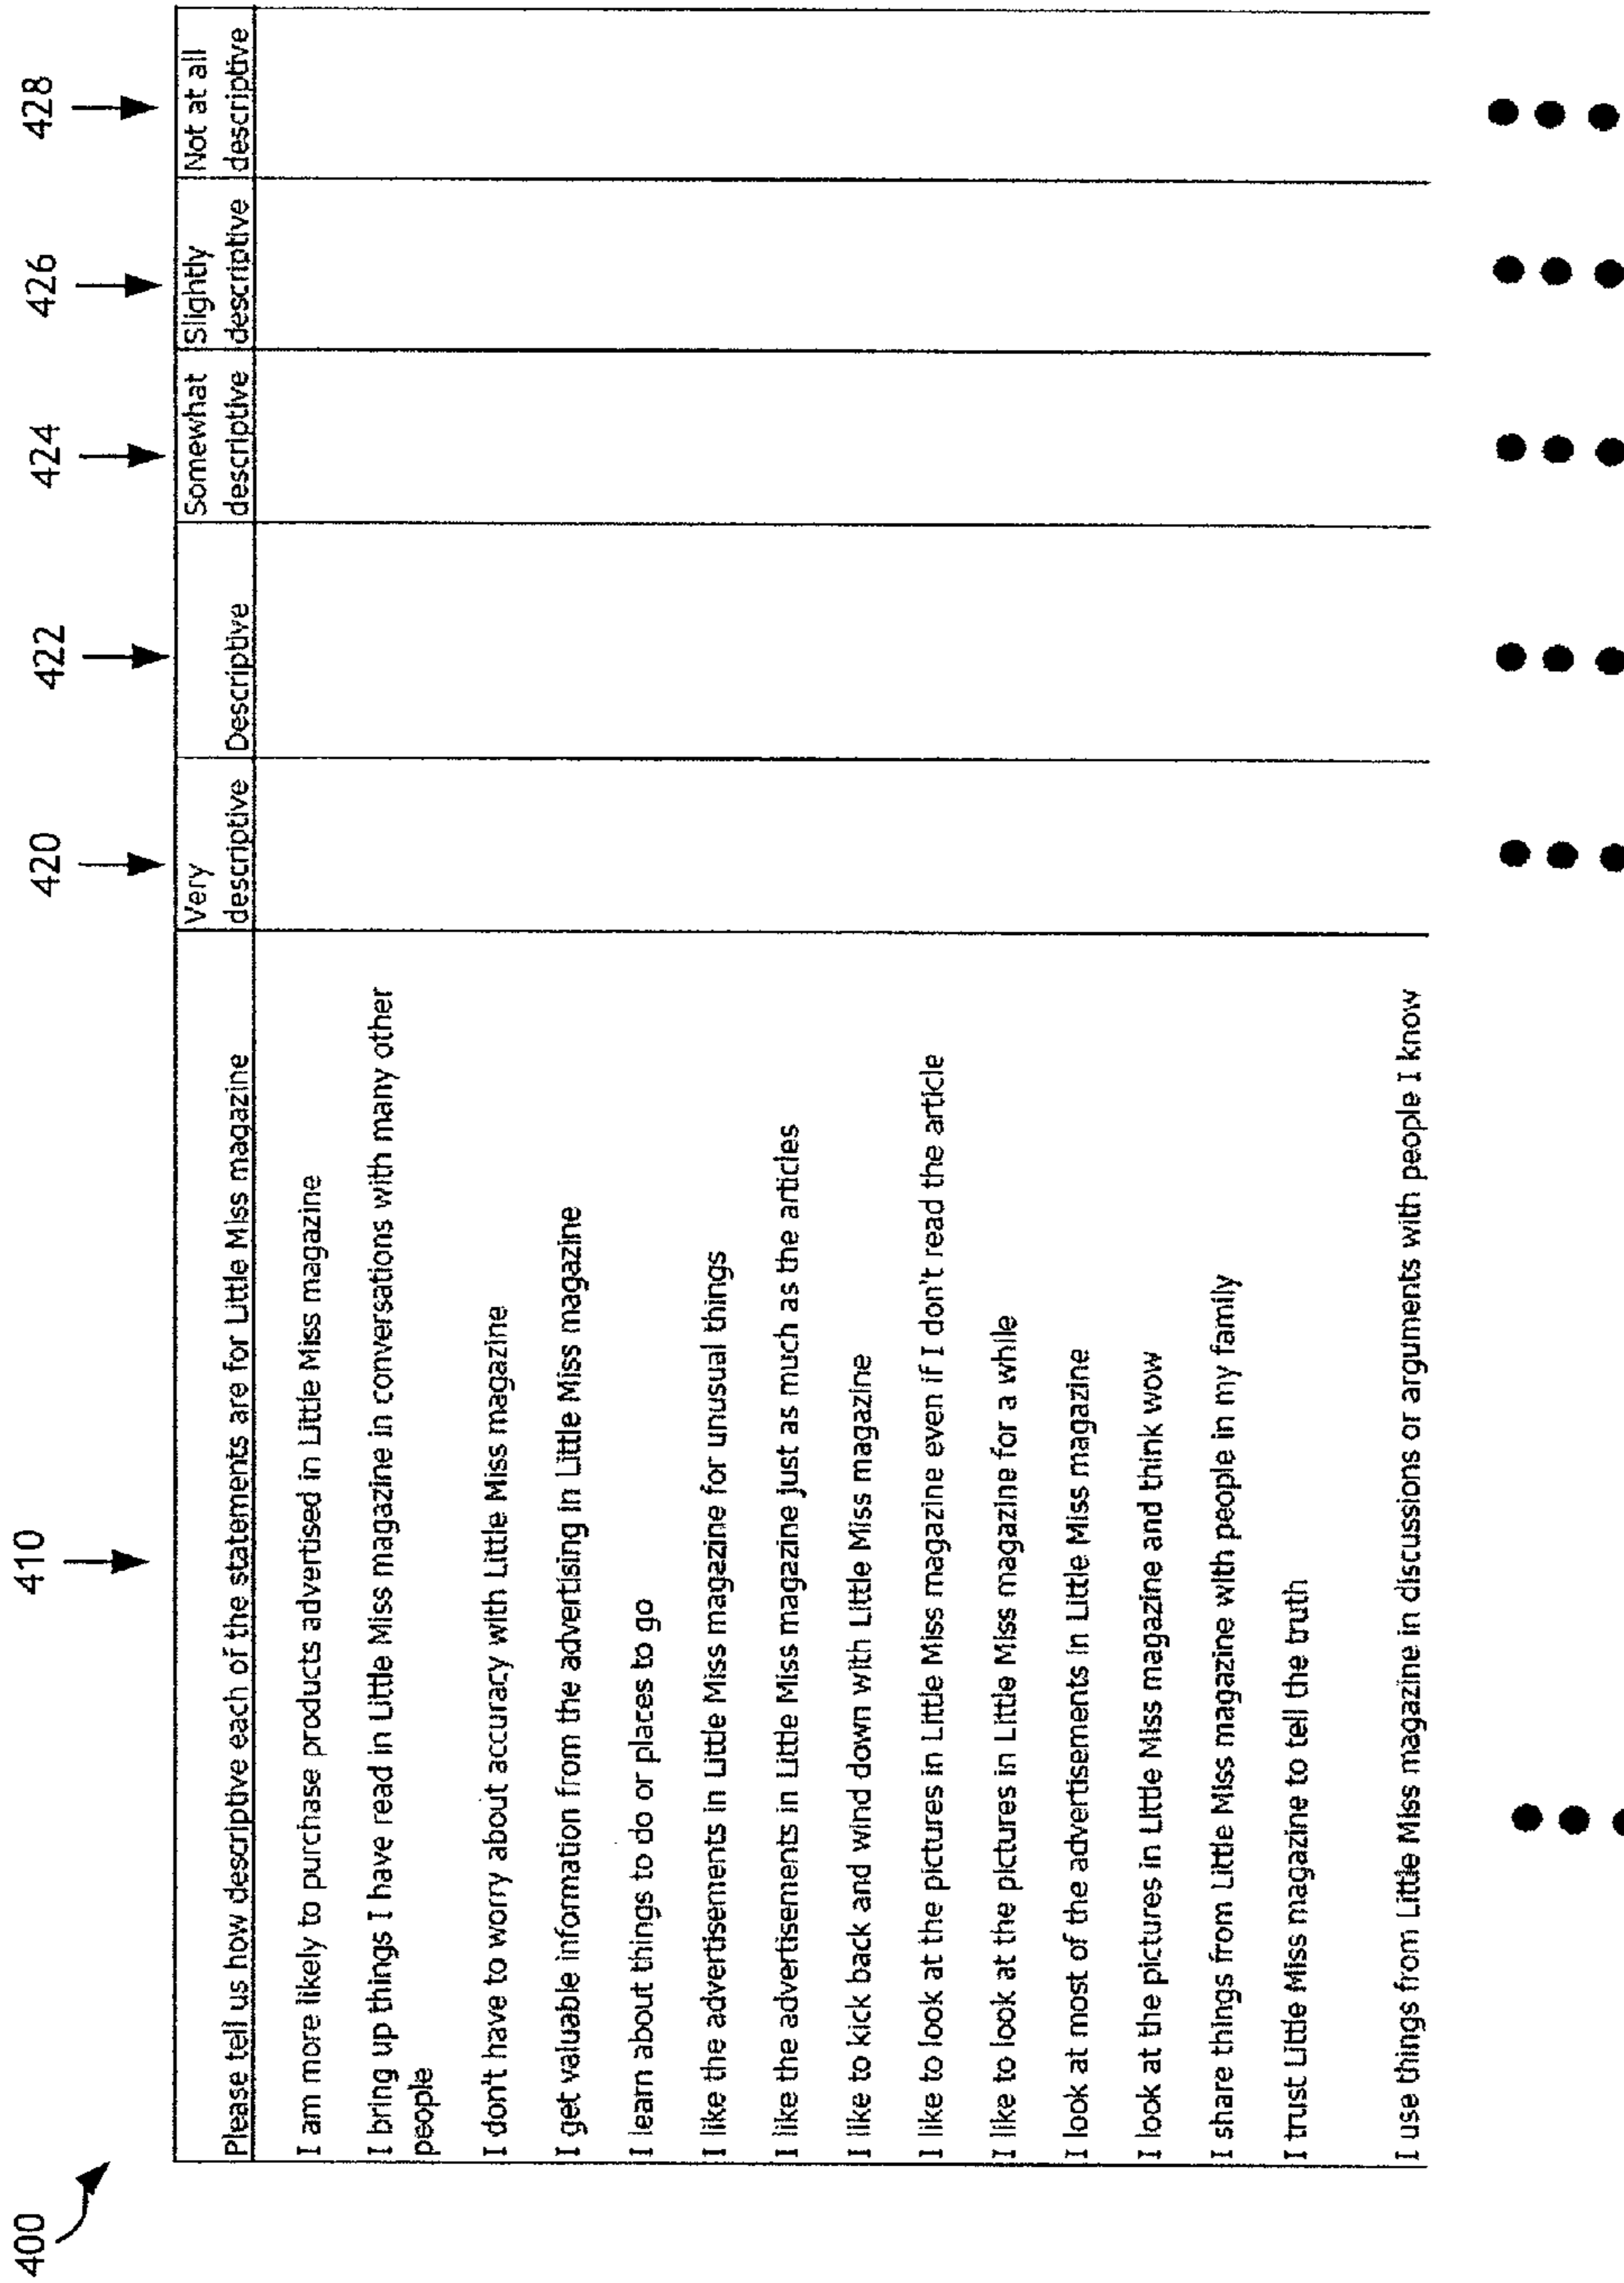 400
410
420
422
424
426
428
Please tell us how descriptive each of the statements are for Little Miss magazine
Very
descriptive
Descriptive
Somewhat
descriptive
Slightly
descriptive
Not at all
descriptive
I am more likely to purchase products advertised in Little Miss magazine
I bring up things I have read in Little Miss magazine in conversations with many other
people
I don't have to worry about accuracy with Little Miss magazine
I get valuable information from the advertising in Little Miss magazine
I learn about things to do or places to go
I like the advertisements in Little Miss magazine for unusual things
I like the advertisements in Little Miss magazine just as much as the articles
I like to kick back and wind down with Little Miss magazine
I like to look at the pictures in Little Miss magazine even if I don't read the article
I like to look at the pictures in Little Miss magazine for a while
I look at most of the advertisements in Little Miss magazine
I look at the pictures in Little Miss magazine and think wow
I share things from Little Miss magazine with people in my family
I trust Little Miss magazine to tell the truth
I use things from Little Miss magazine in discussions or arguments with people I know